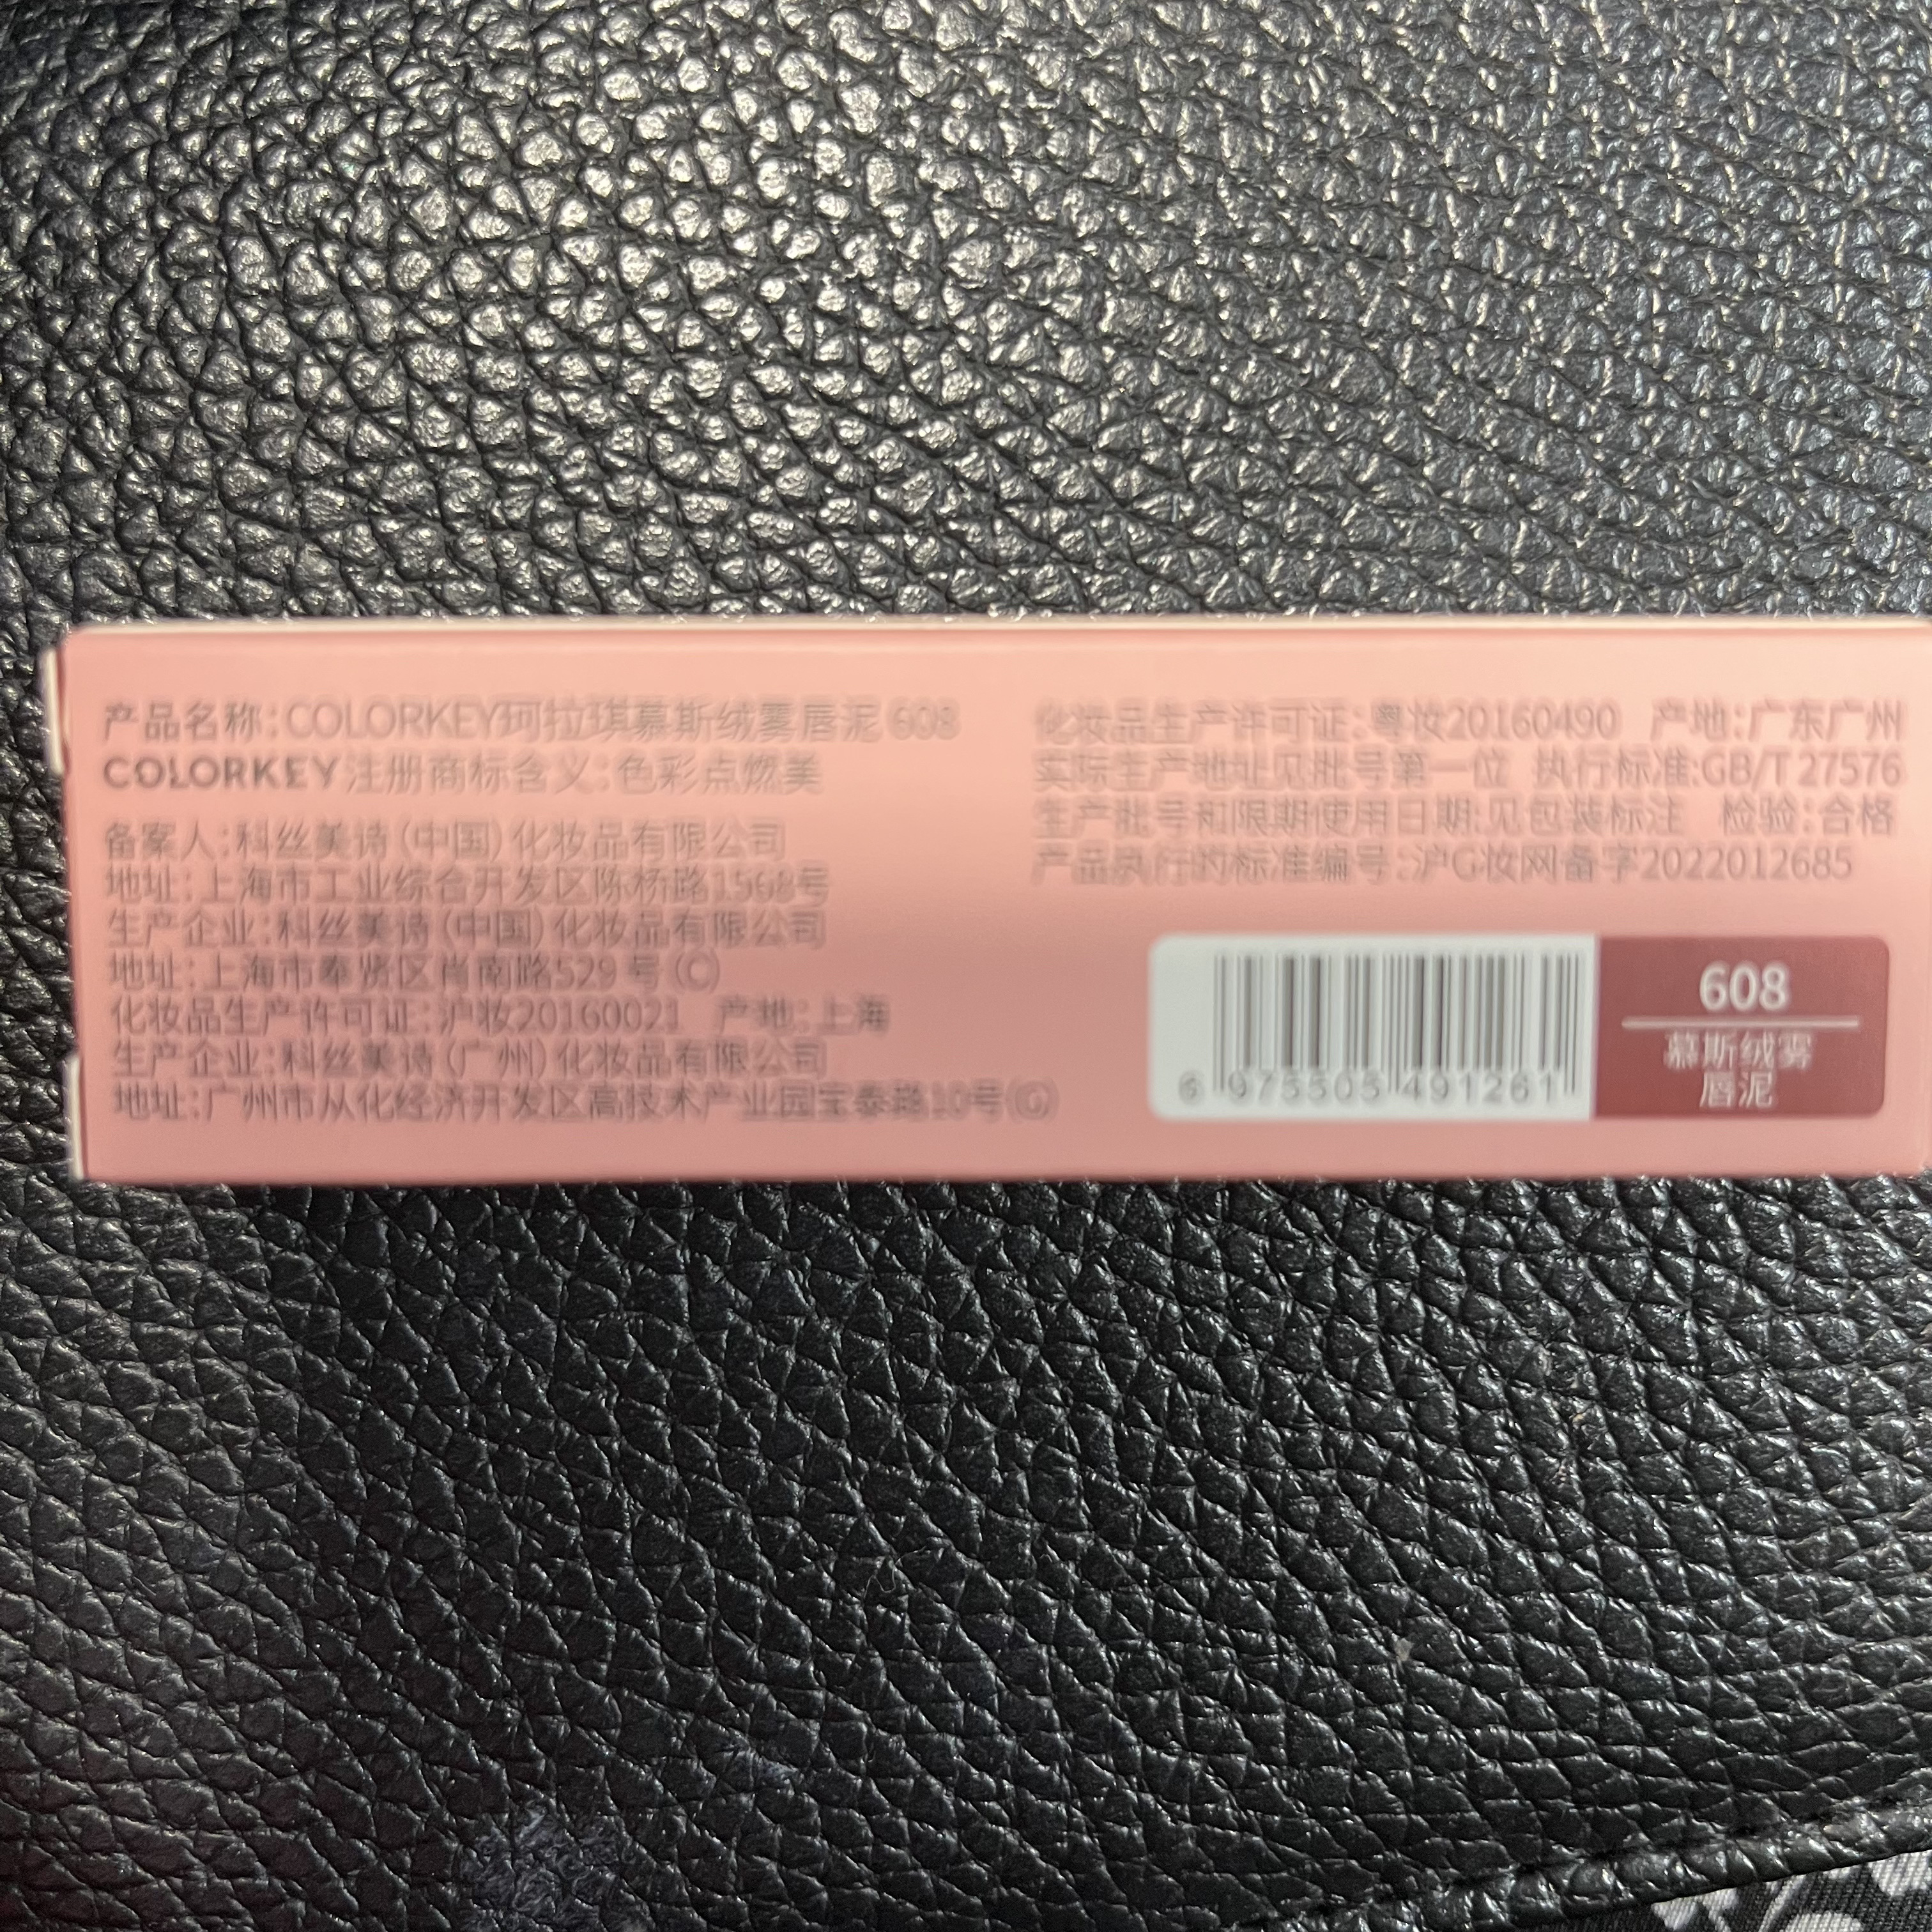 产品名称:COLORKEY珂拉琪慕斯绒雾唇泥 608
COLORKEY注册商标含义:色彩点燃美
备案人:科丝美诗(中国)化妆品有限公司
地址:上海市工业综合开发区陈桥路1568号
生产企业:科丝美诗(中国)化妆品有限公司
地址:上海市奉贤区肖南路529号(C)
化妆品生产许可证:沪妆20160021 产地:上海
生产企业:科丝美诗(广州)化妆品有限公司
地址:广州市从化经济开发区高技术产业园宝泰路10号(G)
化妆品生产许可证:粤妆20160490 产地:广东广州
实际生产地址见批号第一位 执行标准:GB/T 27576
生产批号和限期使用日期:见包装标注 检验:合格
产品执行的标准编号:沪G妆网备字2022012685
6 975505 491261
608
慕斯绒雾
唇泥